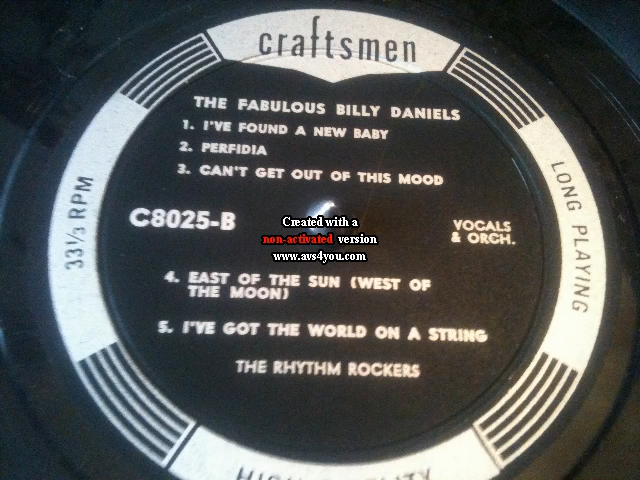 craftsmen
THE FABULOUS BILLY DANIELS
1. I'VE FOUND A NEW BABY
2. PERFIDIA
3. CAN'T GET OUT OF THIS MOOD
33⅓ RPM
C8025-B
VOCALS
& ORCH.
LONG PLAYING
Created with a
non-activated version
www.avs4you.com
4. EAST OF THE SUN (WEST OF
THE MOON)
5. I'VE GOT THE WORLD ON A STRING
THE RHYTHM ROCKERS
HIGH FIDELITY